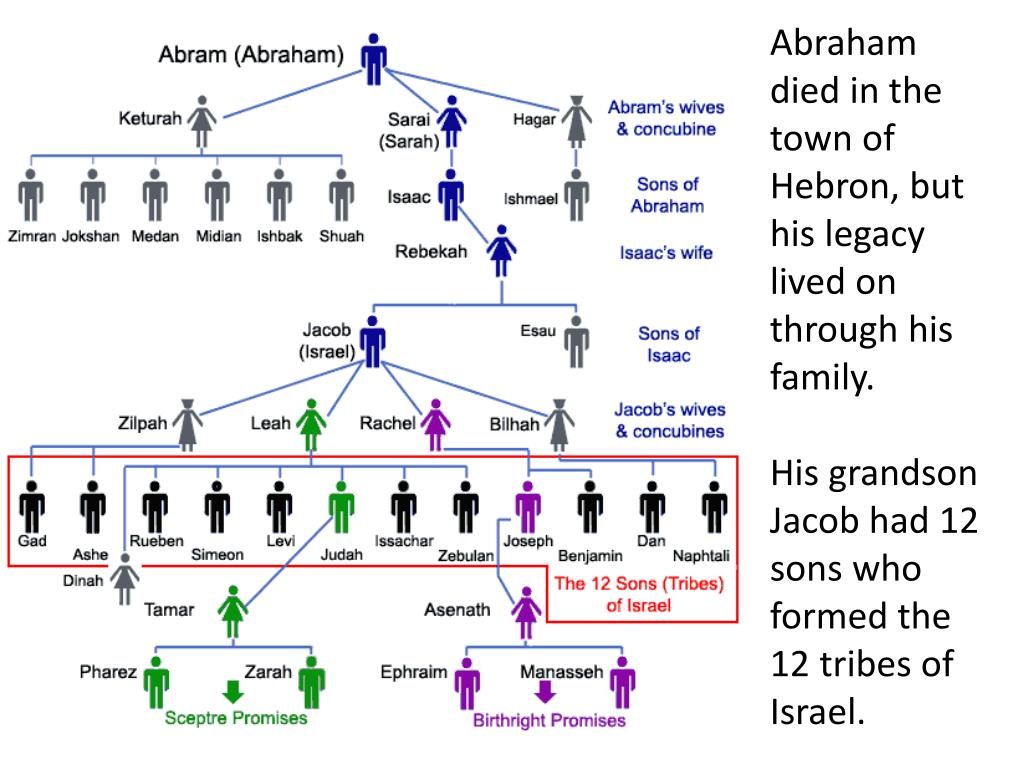 Abram (Abraham)
Keturah
Sarai
(Sarah)
Hagar
Abram's wives
& concubine
Zimran Jokshan Medan Midian Ishbak Shuah
Isaac
Ishmael
Sons of
Abraham
Rebekah
Isaac's wife
Jacob
(Israel)
Esau
Sons of
Isaac
Zilpah
Leah
Rachel
Bilhah
Jacob's wives
& concubines
Gad
Ashe
Rueben
Simeon
Levi
Judah
Issachar
Zebulan
Joseph
Benjamin
Dan
Naphtali
Dinah
The 12 Sons (Tribes)
of Israel
Tamar
Asenath
Pharez
Zarah
Ephraim
Manasseh
Sceptre Promises
Birthright Promises
Abraham
died in the
town of
Hebron, but
his legacy
lived on
through his
family.
His grandson
Jacob had 12
sons who
formed the
12 tribes of
Israel.